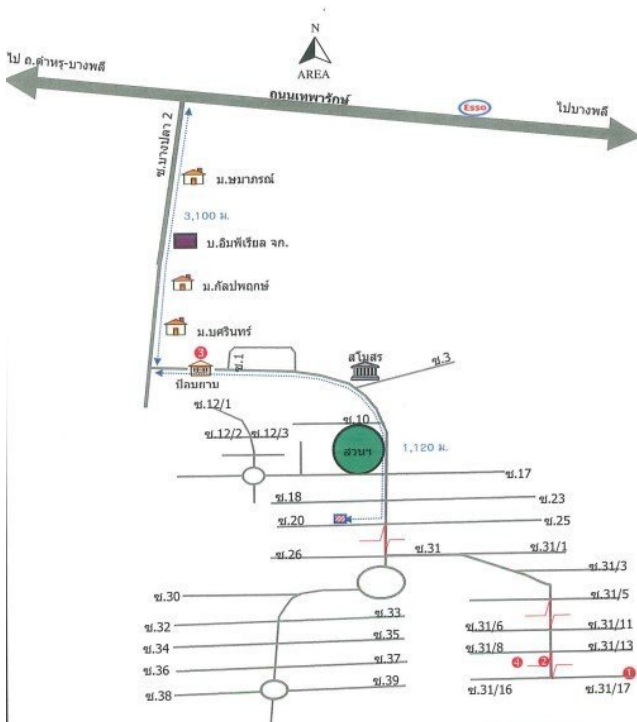 N
AREA
ไป ถ.ตำหรุ-บางพลี
ถนนเทพารักษ์
Esso
ไปบางพลี
ซ.บางปลา 2
ม.ษมาภรณ์
3,100 ม.
บ.อิมพีเรียล จก.
ม.กัลปพฤกษ์
ม.บศรินทร์
3
ป้อมยาม
ซ.1
สโมสร
ซ.3
ซ.12/1
ซ.10
ซ.12/2
ซ.12/3
สวนฯ
1,120 ม.
ซ.17
ซ.18
ซ.23
ซ.20
ซ.25
ซ.26
ซ.31
ซ.31/1
ซ.31/3
ซ.30
ซ.31/5
ซ.33
ซ.32
ซ.31/6
ซ.31/11
ซ.35
ซ.34
ซ.31/8
ซ.31/13
4
2
ซ.37
ซ.36
1
ซ.39
ซ.38
ซ.31/16
ซ.31/17